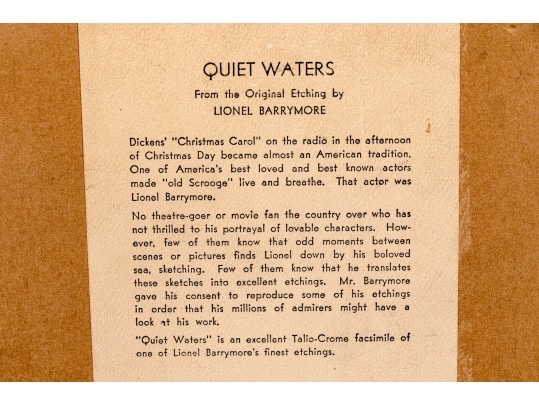 QUIET WATERS
From the Original Etching by
LIONEL BARRYMORE
Dickens' "Christmas Carol" on the radio in the afternoon
of Christmas Day became almost an American tradition.
One of America's best loved and best known actors
made "old Scrooge" live and breathe. That actor was
Lionel Barrymore.
No theatre-goer or movie fan the country over who has
not thrilled to his portrayal of lovable characters. How-
ever, few of them know that odd moments between
scenes or pictures finds Lionel down by his boloved
sea, sketching. Few of them know that he translates
these sketches into excellent etchings. Mr. Barrymore
gave his consent to reproduce some of his etchings
in order that his millions of admirers might have a
look at his work.
"Quiet Waters" is an excellent Talio-Crome facsimile of
one of Lionel Barrymore's finest etchings.